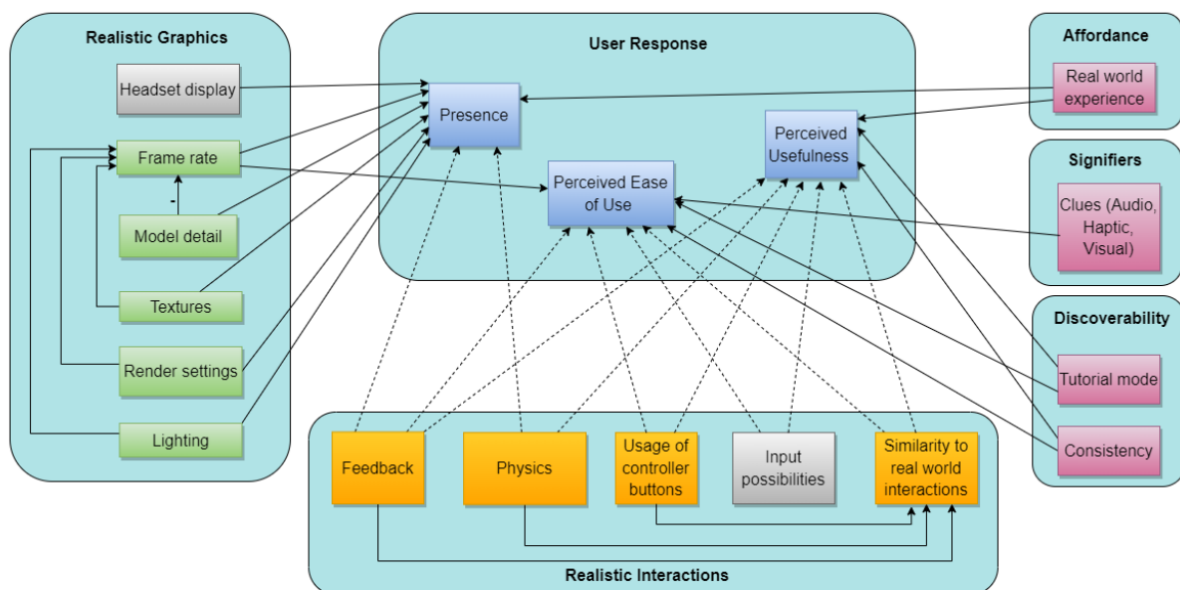 Realistic Graphics
Headset display
Frame rate
-
Model detail
Textures
Render settings
Lighting
User Response
Presence
Perceived
Usefulness
Perceived Ease
of Use
Affordance
Real world
experience
Signifiers
Clues (Audio,
Haptic,
Visual)
Discoverability
Tutorial mode
Consistency
Feedback
Physics
Usage of
controller
buttons
Input
possibilities
Similarity to
real world
interactions
Realistic Interactions